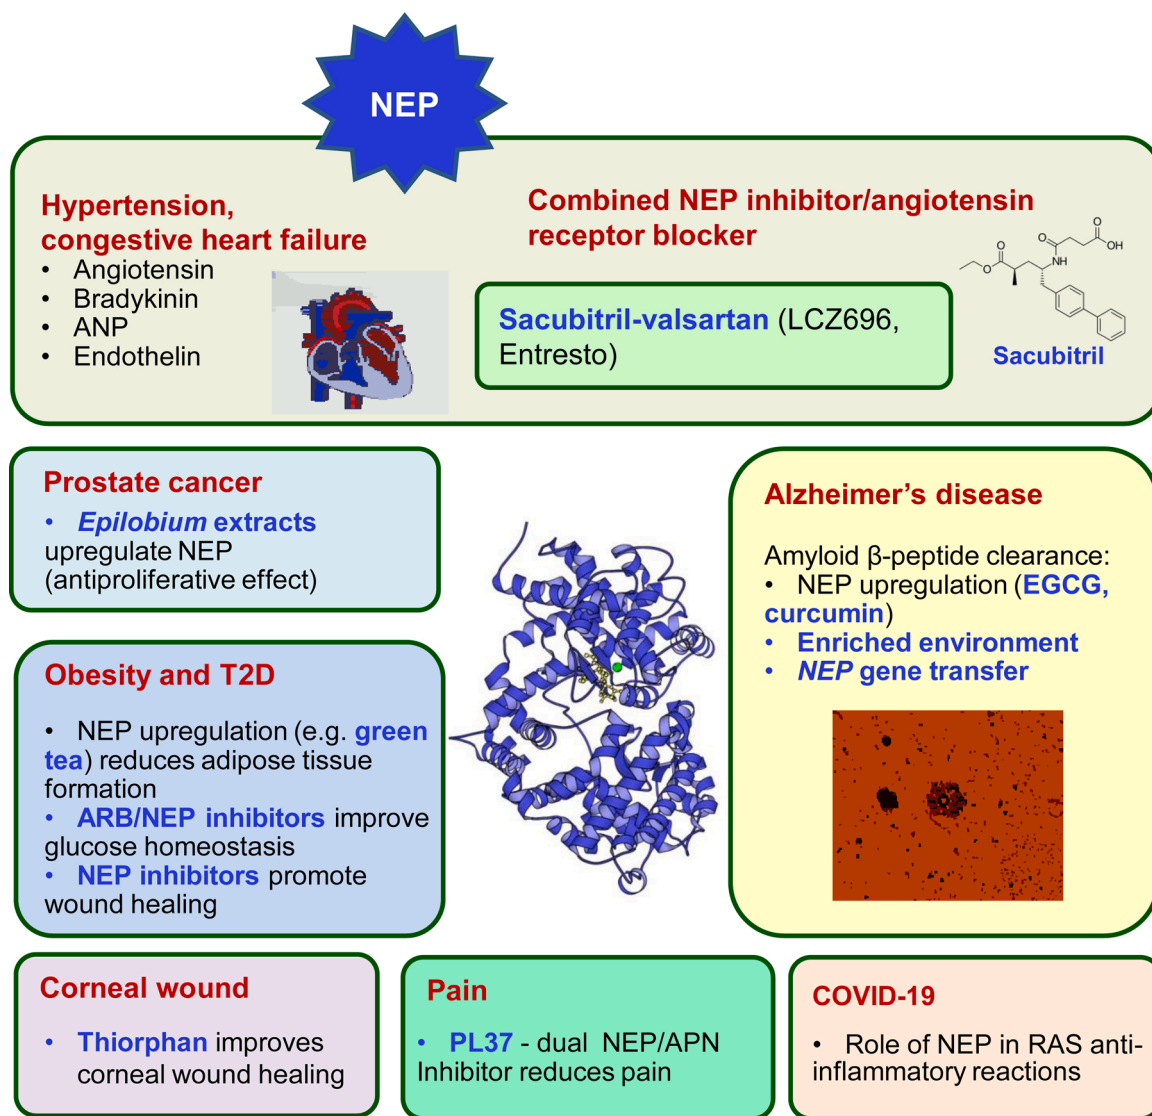 NEP
Hypertension,
congestive heart failure
• Angiotensin
• Bradykinin
• ANP
• Endothelin
Combined NEP inhibitor/angiotensin
receptor blocker
Sacubitril-valsartan (LCZ696,
Entresto)
O
O
OH
O
NH
O
Sacubitril
Prostate cancer
• Epilobium extracts
upregulate NEP
(antiproliferative effect)
Obesity and T2D
• NEP upregulation (e.g. green
tea) reduces adipose tissue
formation
• ARB/NEP inhibitors improve
glucose homeostasis
• NEP inhibitors promote
wound healing
Alzheimer’s disease
Amyloid β-peptide clearance:
• NEP upregulation (EGCG,
curcumin)
• Enriched environment
• NEP gene transfer
Corneal wound
• Thiorphan improves
corneal wound healing
Pain
• PL37 - dual NEP/APN
Inhibitor reduces pain
COVID-19
• Role of NEP in RAS anti-
inflammatory reactions